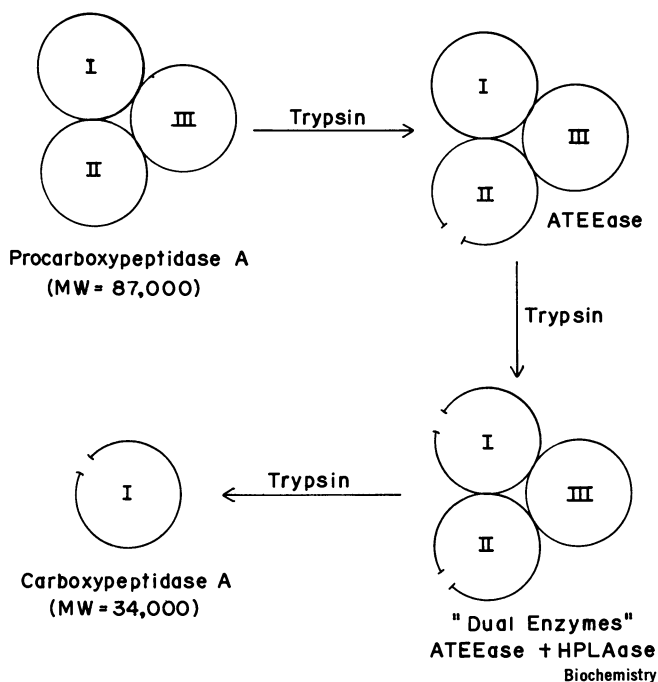 I
II
III
Trypsin
Procarboxypeptidase A
(MW = 87,000)
I
II
III
ATEEase
Trypsin
I
II
III
"Dual Enzymes"
ATEEase + HPLAase
Trypsin
I
Carboxypeptidase A
(MW = 34,000)
Biochemistry